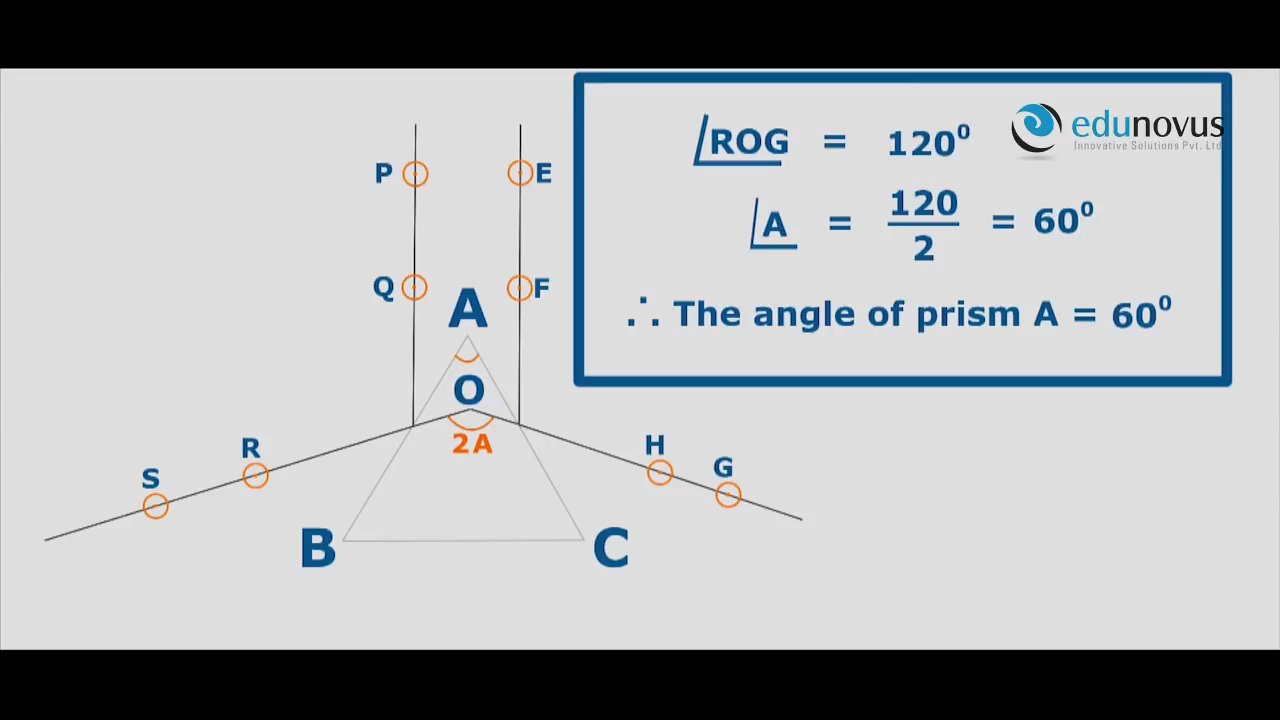 ∠ROG = 120⁰
edunovus
Innovative Solutions Pvt. Ltd
∠A = 120/2 = 60⁰
∴ The angle of prism A = 60⁰
P
E
Q
F
A
O
2A
R
H
S
G
B
C